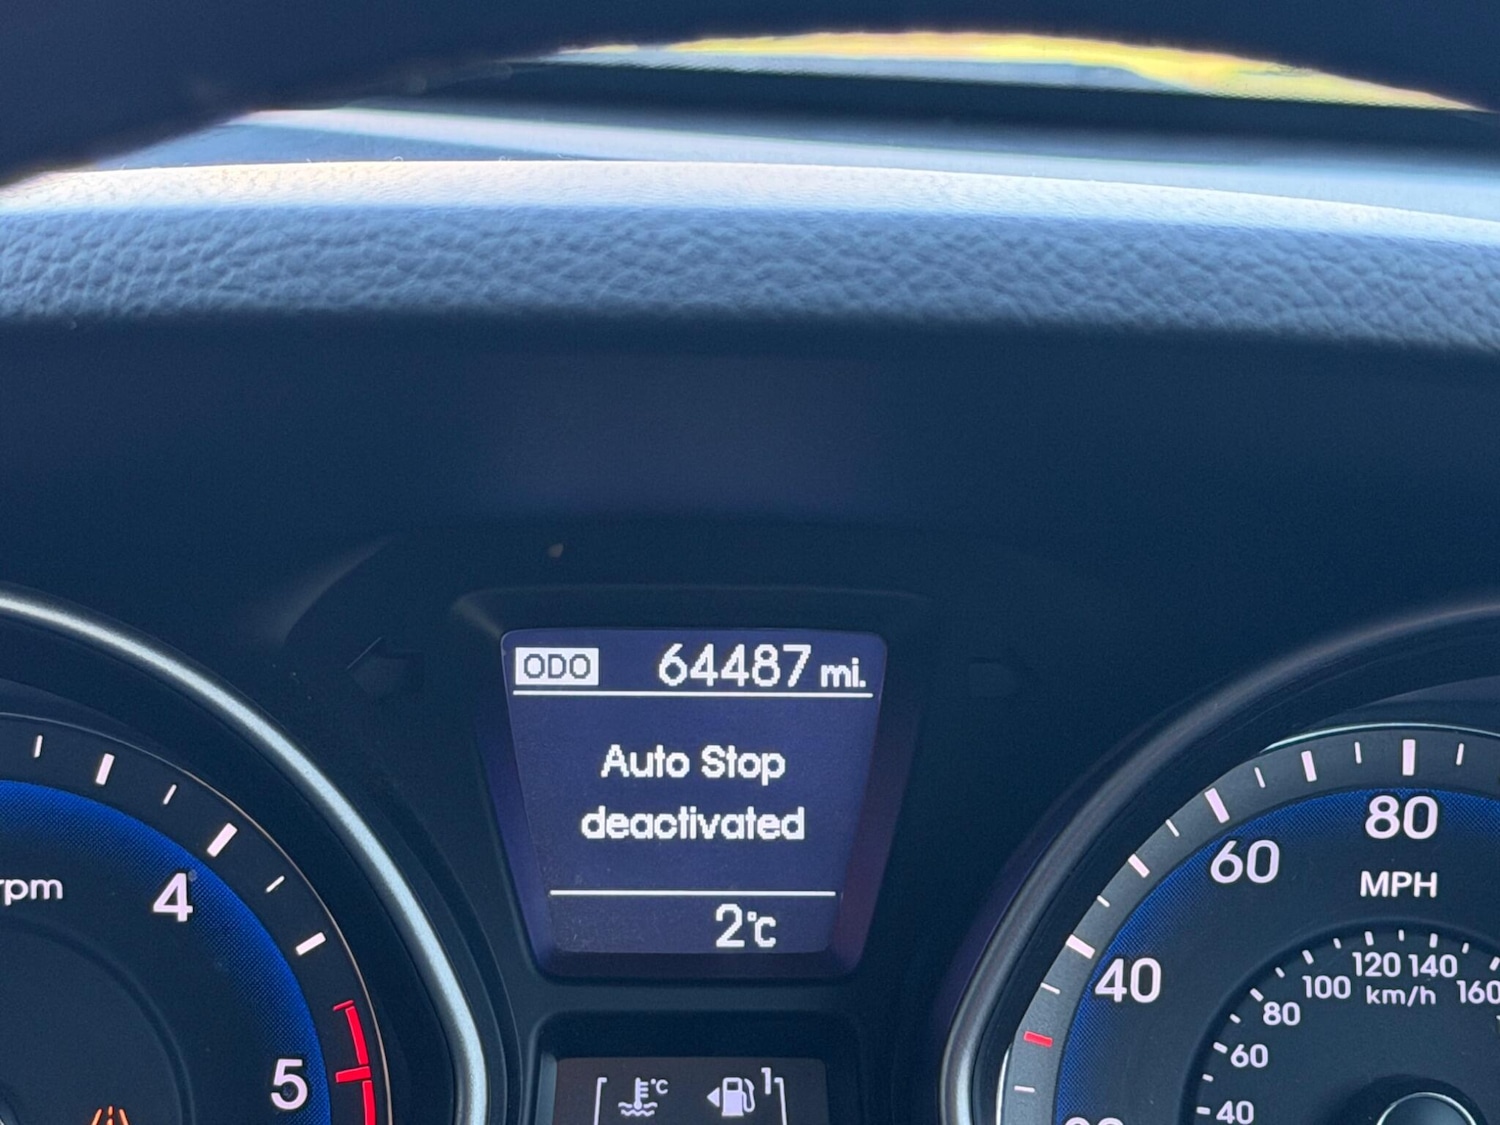 ODO 64487 mi.
Auto Stop
deactivated
2°C
rpm
4
5
°C
1
80
60
MPH
40
120 140
100 km/h 160
80
60
40